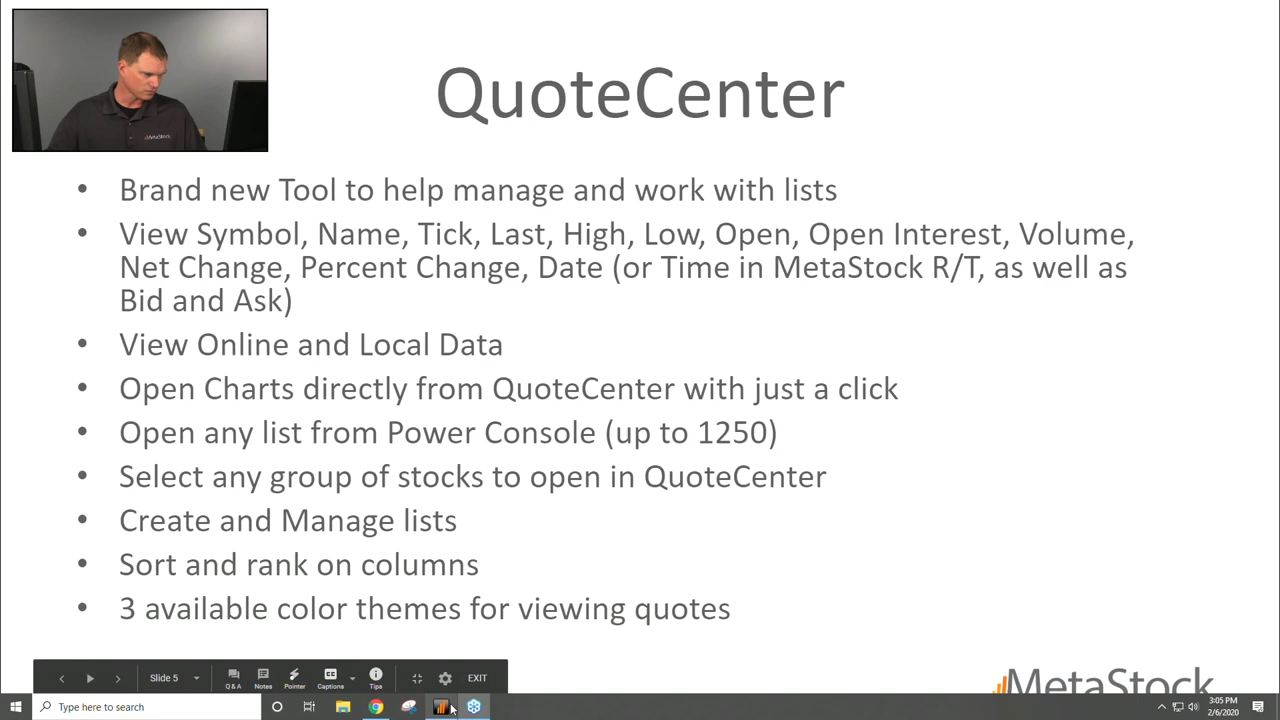 MetaStock
QuoteCenter
• Brand new Tool to help manage and work with lists
• View Symbol, Name, Tick, Last, High, Low, Open, Open Interest, Volume,
Net Change, Percent Change, Date (or Time in MetaStock R/T, as well as
Bid and Ask)
• View Online and Local Data
• Open Charts directly from QuoteCenter with just a click
• Open any list from Power Console (up to 1250)
• Select any group of stocks to open in QuoteCenter
• Create and Manage lists
• Sort and rank on columns
• 3 available color themes for viewing quotes
Slide 5
Q & A
Notes
Pointer
Captions
Tips
EXIT
MetaStock
Type here to search
3:05 PM
2/6/2020